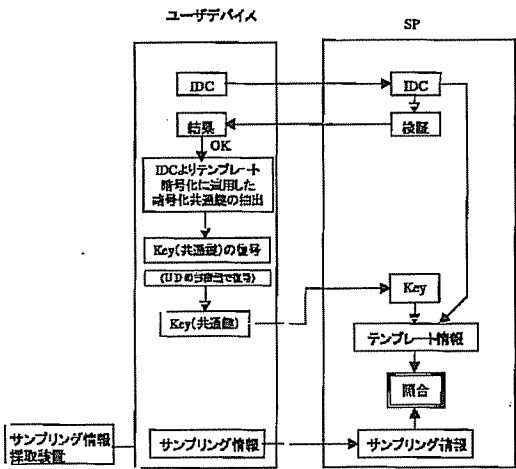 ユーザデバイス
SP
IDC
IDC
結果
検証
OK
IDCよりテンプレート
暗号化に適用した
暗号化共通鍵の抽出
Key(共通鍵)の復号
(UDの秘密鍵で復号)
Key
Key(共通鍵)
テンプレート情報
照合
サンプリング情報
採取装置
サンプリング情報
サンプリング情報